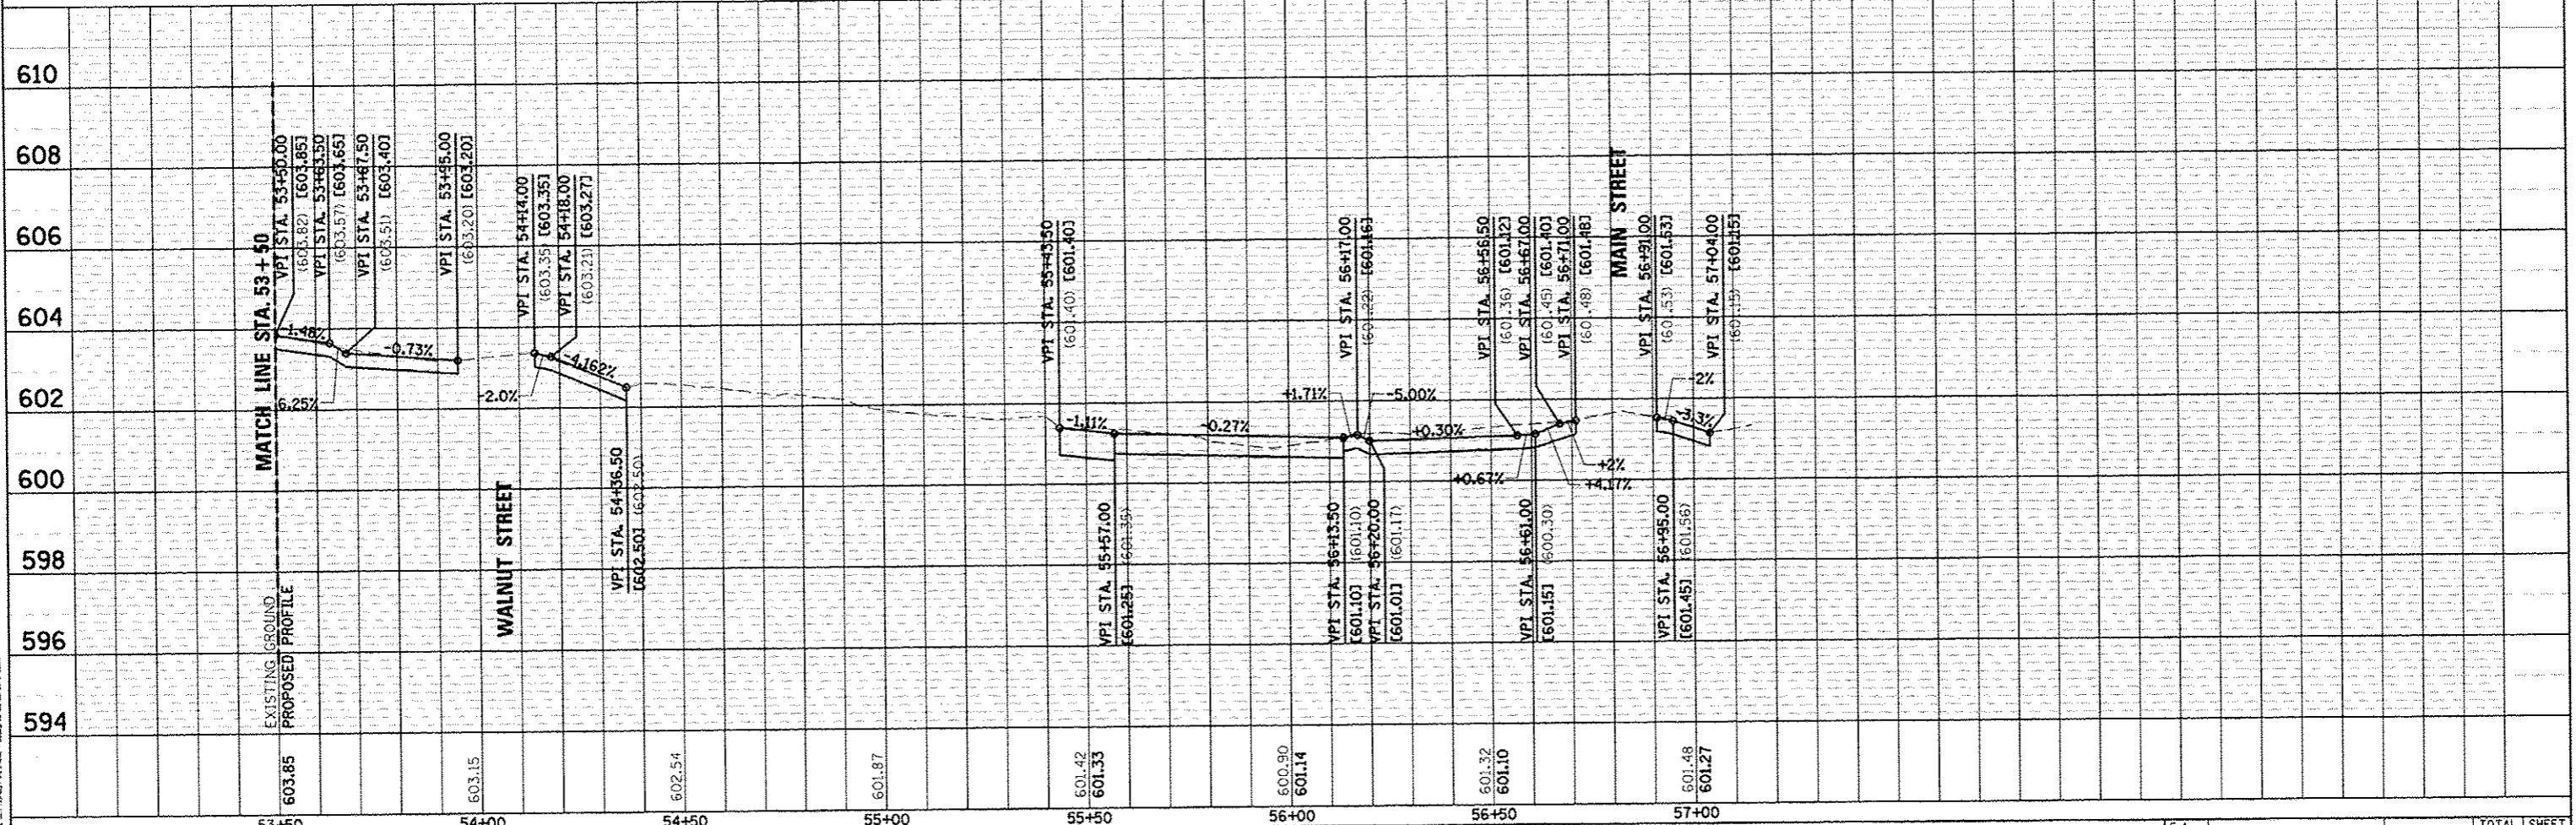 610
608
606
604
602
600
598
596
594
MATCH LINE STA. 53+50
VPI STA. 53+50.00
(603.82) [603.85]
VPI STA. 53+63.50
(603.57) [603.65]
VPI STA. 53+67.50
(603.51) [603.40]
VPI STA. 53+95.00
(603.20) [603.20]
-1.48%
6.25%
-0.73%
WALNUT STREET
VPI STA. 54+14.00
(603.35) [603.35]
VPI STA. 54+18.00
(603.21) [603.27]
-2.0%
-4.162%
VPI STA. 54+36.50
[602.50] (602.50)
VPI STA. 55+43.50
(601.40) [601.40]
-1.11%
VPI STA. 55+57.00
[601.25] (601.35)
-0.27%
VPI STA. 56+13.50
[601.10] (601.10)
VPI STA. 56+17.00
(601.22) [601.16]
+1.71%
-5.00%
VPI STA. 56+20.00
[601.01] (601.17)
+0.30%
VPI STA. 56+56.50
(601.36) [601.12]
+0.67%
VPI STA. 56+61.00
[601.15] (600.30)
VPI STA. 56+67.00
(601.45) [601.40]
VPI STA. 56+71.00
(601.48) [601.48]
+2%
+4.17%
MAIN STREET
VPI STA. 56+91.00
(601.53) [601.53]
-2%
VPI STA. 56+95.00
[601.45] (601.56)
-3.3%
VPI STA. 57+04.00
(601.15) [601.15]
EXISTING GROUND
PROPOSED PROFILE
603.85
603.15
602.54
601.87
601.42
601.33
600.90
601.14
601.32
601.10
601.48
601.27
53+50
54+00
54+50
55+00
55+50
56+00
56+50
57+00
TOTAL SHEET